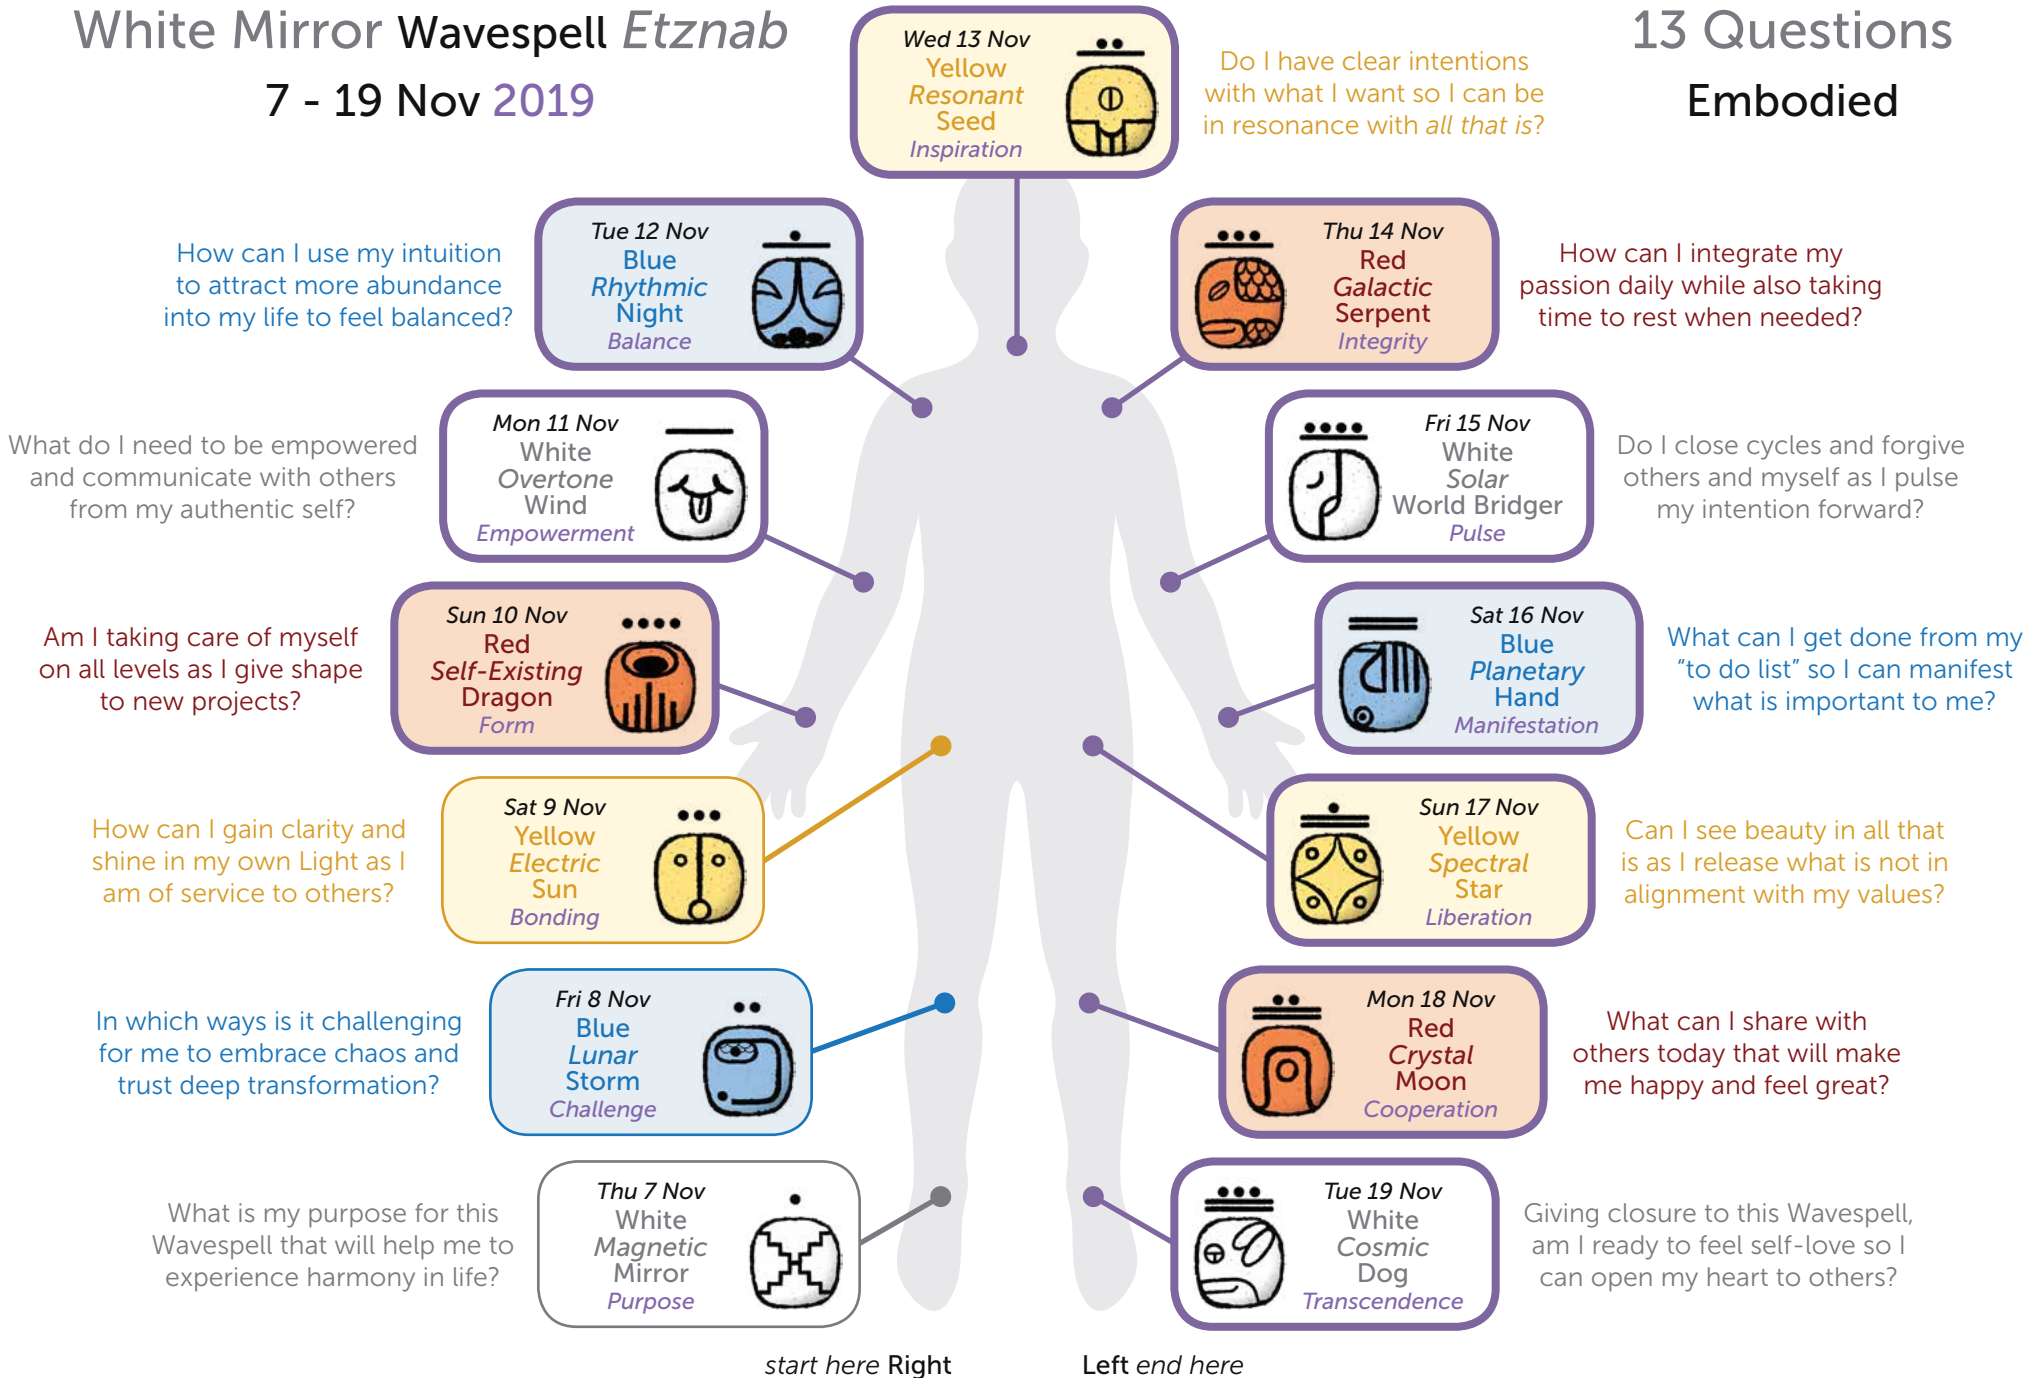 White Mirror Wavespell Etznab
7 - 19 Nov 2019
13 Questions
Embodied
Wed 13 Nov
Yellow
Resonant
Seed
Inspiration
Do I have clear intentions
with what I want so I can be
in resonance with all that is?
How can I use my intuition
to attract more abundance
into my life to feel balanced?
Tue 12 Nov
Blue
Rhythmic
Night
Balance
Thu 14 Nov
Red
Galactic
Serpent
Integrity
How can I integrate my
passion daily while also taking
time to rest when needed?
What do I need to be empowered
and communicate with others
from my authentic self?
Mon 11 Nov
White
Overtone
Wind
Empowerment
Fri 15 Nov
White
Solar
World Bridger
Pulse
Do I close cycles and forgive
others and myself as I pulse
my intention forward?
Am I taking care of myself
on all levels as I give shape
to new projects?
Sun 10 Nov
Red
Self-Existing
Dragon
Form
Sat 16 Nov
Blue
Planetary
Hand
Manifestation
What can I get done from my
“to do list” so I can manifest
what is important to me?
How can I gain clarity and
shine in my own Light as I
am of service to others?
Sat 9 Nov
Yellow
Electric
Sun
Bonding
Sun 17 Nov
Yellow
Spectral
Star
Liberation
Can I see beauty in all that
is as I release what is not in
alignment with my values?
In which ways is it challenging
for me to embrace chaos and
trust deep transformation?
Fri 8 Nov
Blue
Lunar
Storm
Challenge
Mon 18 Nov
Red
Crystal
Moon
Cooperation
What can I share with
others today that will make
me happy and feel great?
What is my purpose for this
Wavespell that will help me to
experience harmony in life?
Thu 7 Nov
White
Magnetic
Mirror
Purpose
Tue 19 Nov
White
Cosmic
Dog
Transcendence
Giving closure to this Wavespell,
am I ready to feel self-love so I
can open my heart to others?
start here Right
Left end here